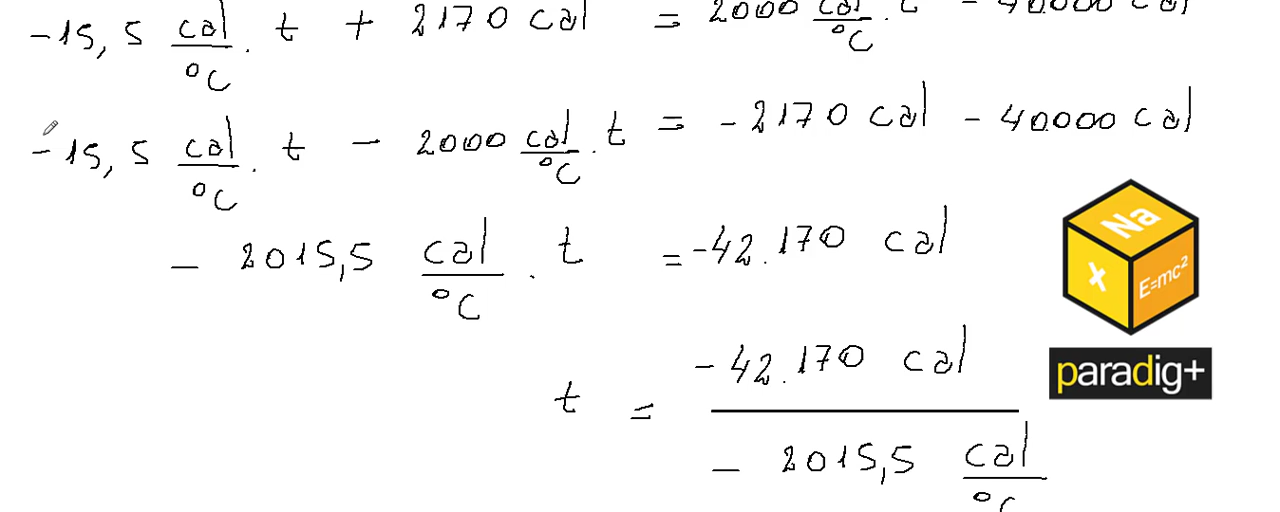 -15,5 cal/°C . t + 2170 cal = 2000 cal/°C . t - 40000 cal
-15,5 cal/°C . t - 2000 cal/°C . t = -2170 cal - 40000 cal
- 2015,5 cal/°C . t = -42.170 cal
t = -42.170 cal / - 2015,5 cal/°C
Na
x
E=mc²
paradig+